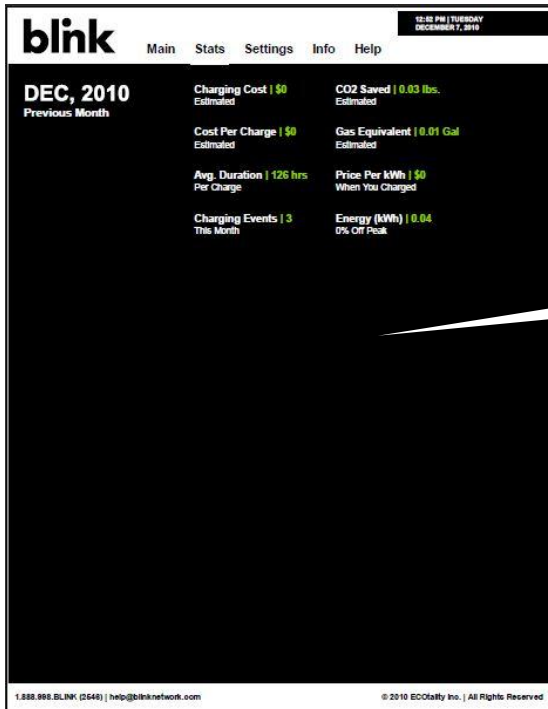 blink
12:52 PM | TUESDAY
DECEMBER 7, 2010
Main Stats Settings Info Help
DEC, 2010
Previous Month
Charging Cost | $0
Estimated
CO2 Saved | 0.03 lbs.
Estimated
Cost Per Charge | $0
Estimated
Gas Equivalent | 0.01 Gal
Estimated
Avg. Duration | 126 hrs
Per Charge
Price Per kWh | $0
When You Charged
Charging Events | 3
This Month
Energy (kWh) | 0.04
0% Off Peak
1.888.998.BLINK (2546) | help@blinknetwork.com
© 2010 ECOtality Inc. | All Rights Reserved